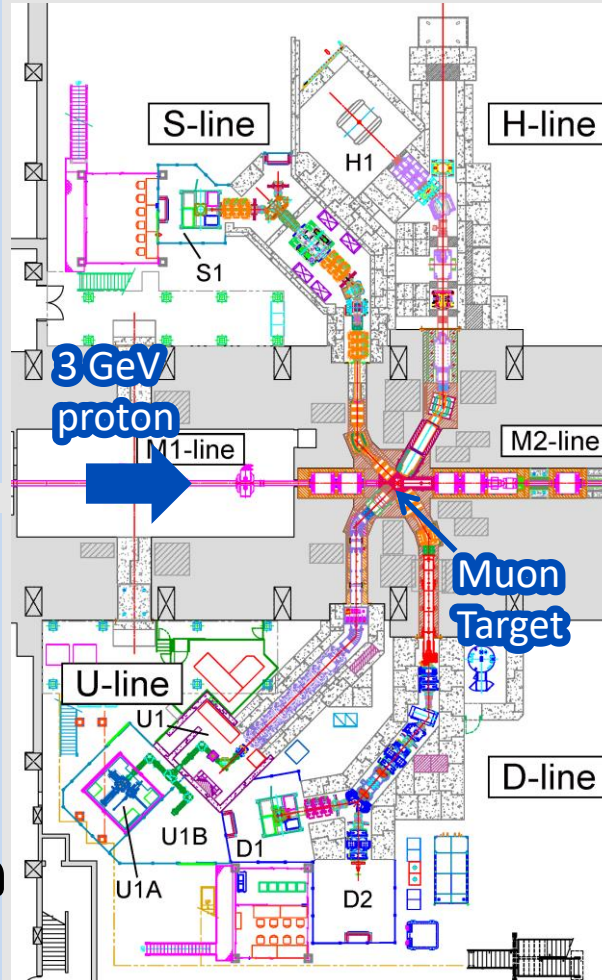 S-line
H-line
H1
S1
3 GeV
proton
M1-line
M2-line
Muon
Target
U-line
U1
D-line
U1B
D1
U1A
D2